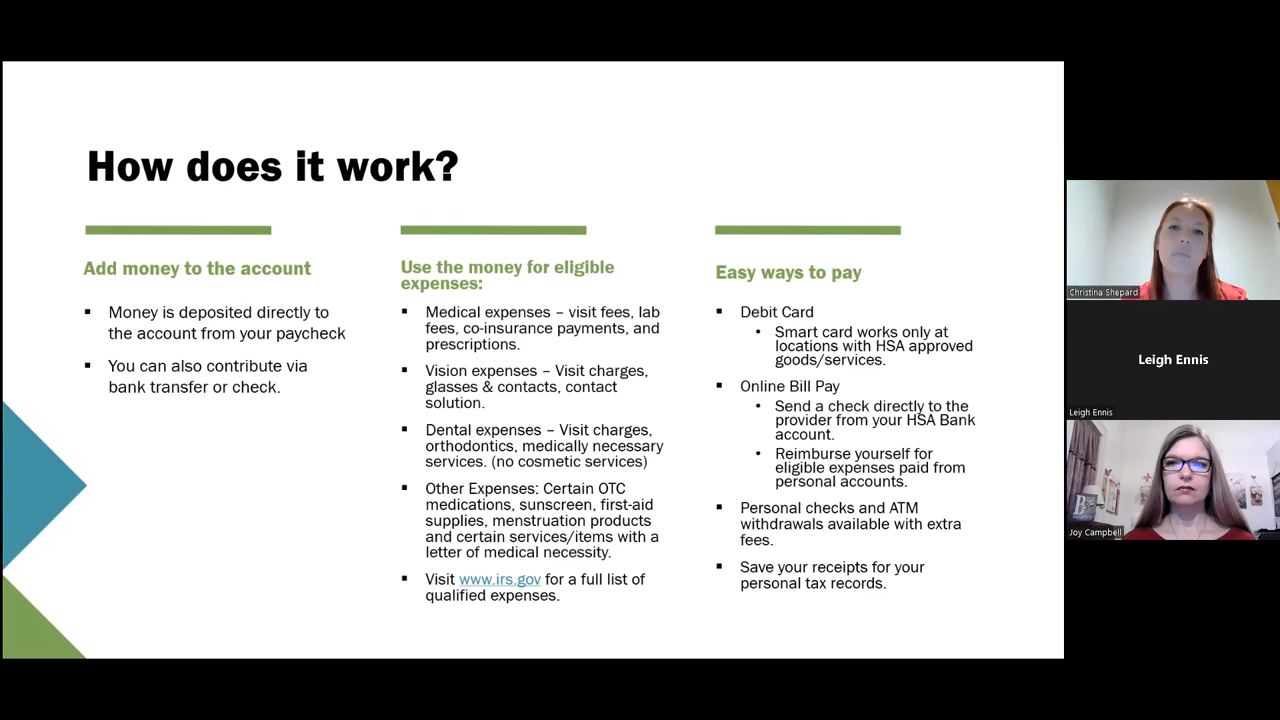 How does it work?
Add money to the account
▪ Money is deposited directly to
the account from your paycheck
▪ You can also contribute via
bank transfer or check.
Use the money for eligible
expenses:
▪ Medical expenses – visit fees, lab
fees, co-insurance payments, and
prescriptions.
▪ Vision expenses – Visit charges,
glasses & contacts, contact
solution.
▪ Dental expenses – Visit charges,
orthodontics, medically necessary
services. (no cosmetic services)
▪ Other Expenses: Certain OTC
medications, sunscreen, first-aid
supplies, menstruation products
and certain services/items with a
letter of medical necessity.
▪ Visit www.irs.gov for a full list of
qualified expenses.
Easy ways to pay
▪ Debit Card
• Smart card works only at
locations with HSA approved
goods/services.
▪ Online Bill Pay
• Send a check directly to the
provider from your HSA Bank
account.
• Reimburse yourself for
eligible expenses paid from
personal accounts.
▪ Personal checks and ATM
withdrawals available with extra
fees.
▪ Save your receipts for your
personal tax records.
Christina Shepard
Leigh Ennis
Leigh Ennis
Joy Campbell